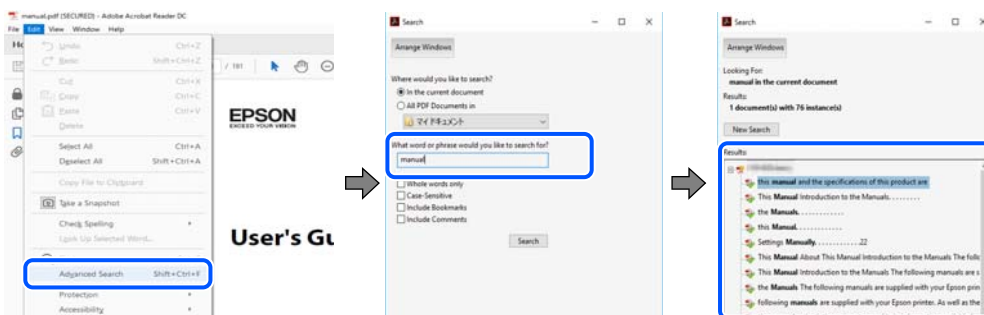 manual.pdf (SECURED) - Adobe Acrobat Reader DC
File Edit View Window Help
Undo Ctrl+Z
Redo Shift+Ctrl+Z
Cut Ctrl+X
Copy Ctrl+C
Paste Ctrl+V
Delete
Select All Ctrl+A
Deselect All Shift+Ctrl+A
Copy File to Clipboard
Take a Snapshot
Check Spelling
Look Up Selected Word...
Advanced Search Shift+Ctrl+F
Protection
Accessibility
/ 191
EPSON
EXCEED YOUR VISION
User's Gu
Search
Arrange Windows
Where would you like to search?
In the current document
All PDF Documents in
マイ ドキュメント
What word or phrase would you like to search for?
manual
Whole words only
Case-Sensitive
Include Bookmarks
Include Comments
Search
Search
Arrange Windows
Looking For:
manual in the current document
Results:
1 document(s) with 76 instance(s)
New Search
Results:
this manual and the specifications of this product are
This Manual Introduction to the Manuals. . . . . . . . .
the Manuals. . . . . . . . . . . . .
this Manual. . . . . . . . . . . . .
Settings Manually. . . . . . . . . . . . .22
This Manual About This Manual Introduction to the Manuals The follo
This Manual Introduction to the Manuals The following manuals are s
the Manuals The following manuals are supplied with your Epson prin
following manuals are supplied with your Epson printer. As well as the